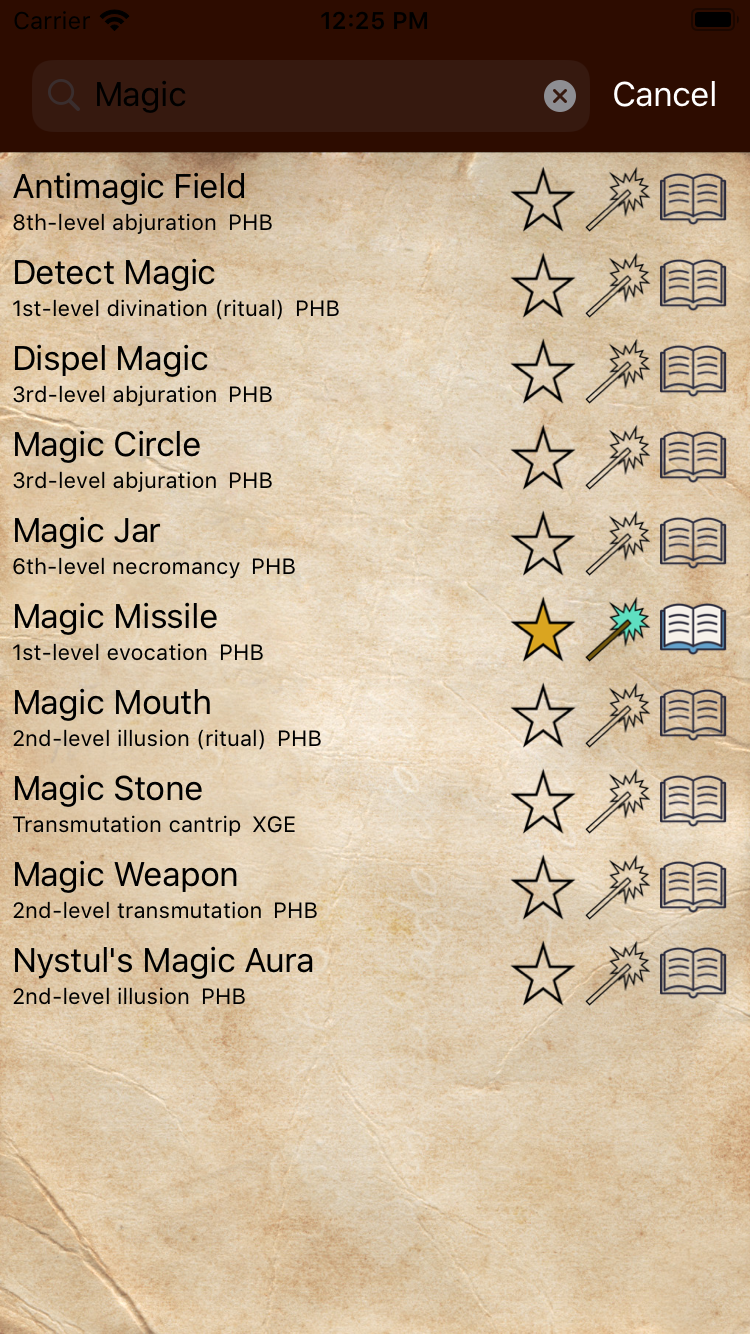 Carrier 12:25 PM
Magic Cancel
Antimagic Field
8th-level abjuration PHB
Detect Magic
1st-level divination (ritual) PHB
Dispel Magic
3rd-level abjuration PHB
Magic Circle
3rd-level abjuration PHB
Magic Jar
6th-level necromancy PHB
Magic Missile
1st-level evocation PHB
Magic Mouth
2nd-level illusion (ritual) PHB
Magic Stone
Transmutation cantrip XGE
Magic Weapon
2nd-level transmutation PHB
Nystul's Magic Aura
2nd-level illusion PHB